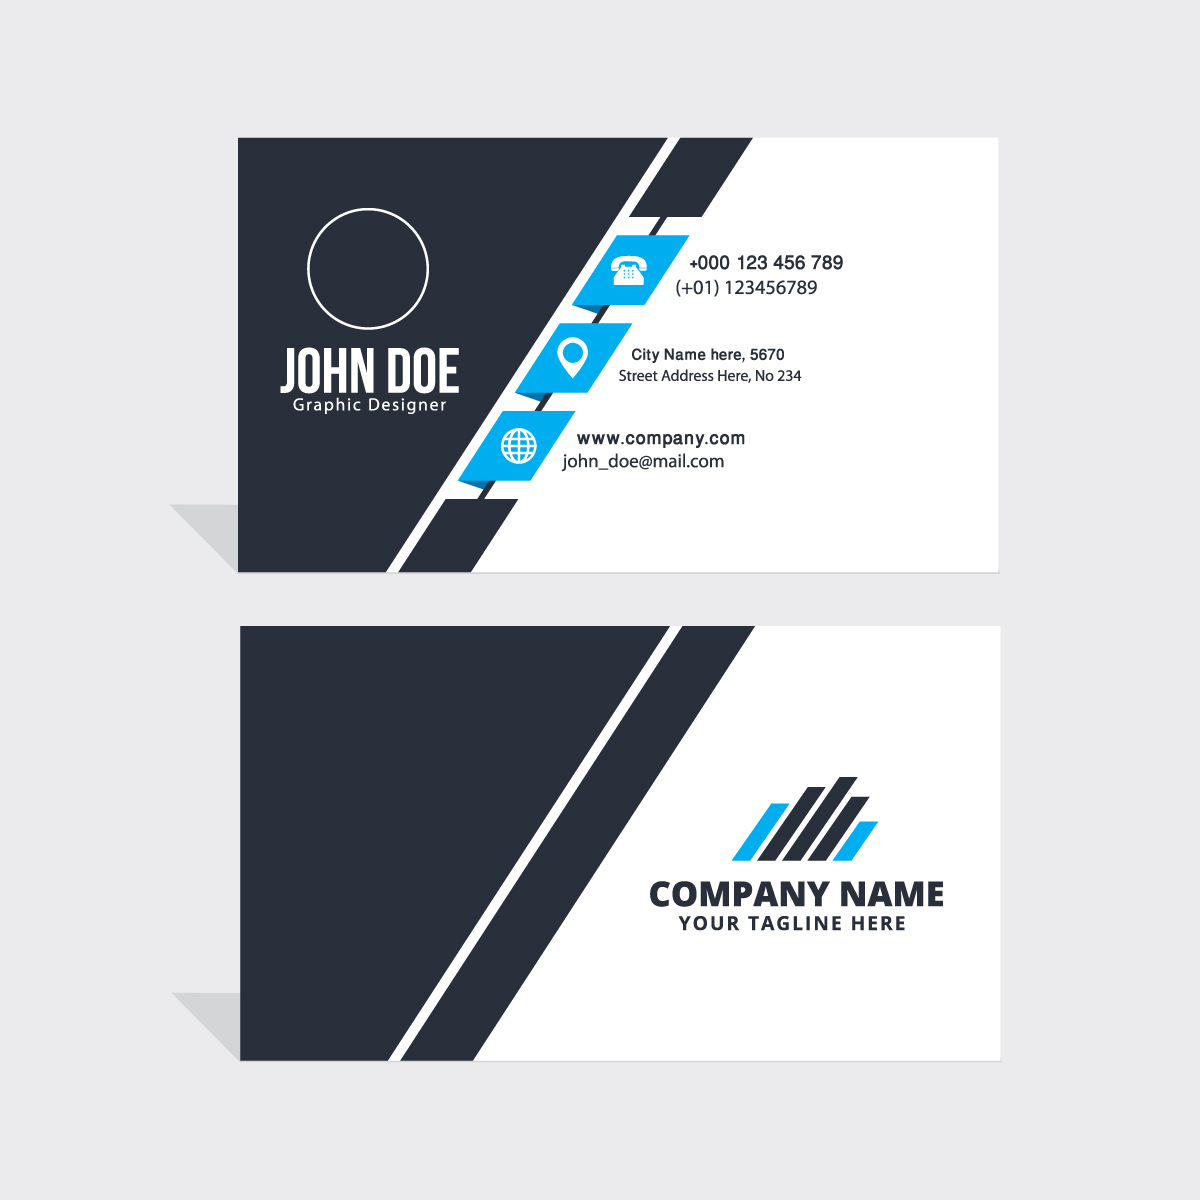 JOHN DOE
Graphic Designer
+000 123 456 789
(+01) 123456789
City Name here, 5670
Street Address Here, No 234
www.company.com
john_doe@mail.com
COMPANY NAME
YOUR TAGLINE HERE